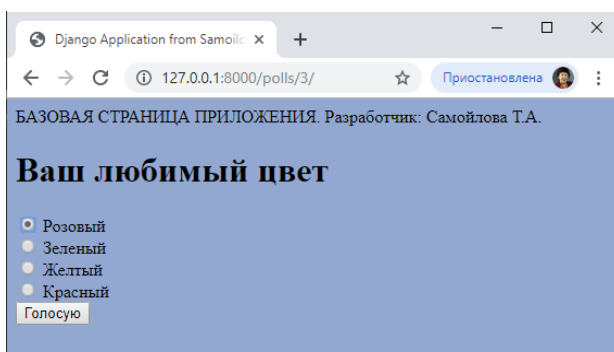 Django Application from Samoilo
127.0.0.1:8000/polls/3/
Приостановлена
БАЗОВАЯ СТРАНИЦА ПРИЛОЖЕНИЯ. Разработчик: Самойлова Т.А.
Ваш любимый цвет
Розовый
Зеленый
Желтый
Красный
Голосую